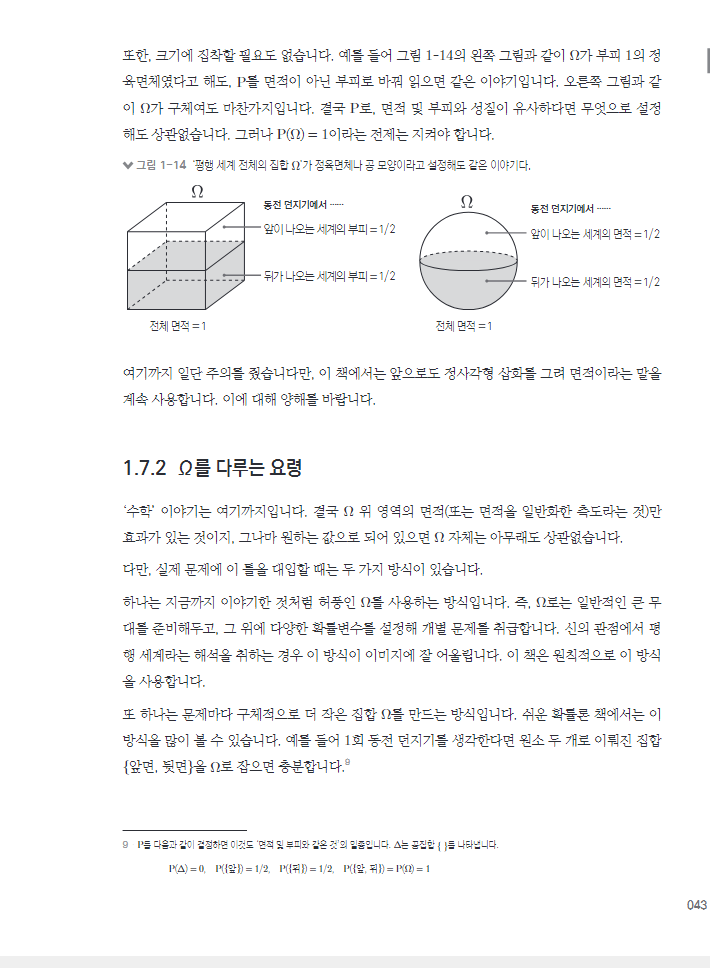 또한, 크기에 집착할 필요도 없습니다. 예를 들어 그림 1-14의 왼쪽 그림과 같이 Ω가 부피 1의 정
육면체였다고 해도, P를 면적이 아닌 부피로 바꿔 읽으면 같은 이야기입니다. 오른쪽 그림과 같
이 Ω가 구체여도 마찬가지입니다. 결국 P로, 면적 및 부피와 성질이 유사하다면 무엇으로 설정
해도 상관없습니다. 그러나 P(Ω) = 1이라는 전제는 지켜야 합니다.
그림 1-14 '평행 세계 전체의 집합 Ω'가 정육면체나 공 모양이라고 설정해도 같은 이야기다.
Ω
동전 던지기에서 ……
앞이 나오는 세계의 부피 = 1/2
뒤가 나오는 세계의 부피 = 1/2
전체 면적 = 1
Ω
동전 던지기에서 ……
앞이 나오는 세계의 면적 = 1/2
뒤가 나오는 세계의 면적 = 1/2
전체 면적 = 1
여기까지 일단 주의를 줬습니다만, 이 책에서는 앞으로도 정사각형 삽화를 그려 면적이라는 말을
계속 사용합니다. 이에 대해 양해를 바랍니다.
1.7.2 Ω를 다루는 요령
'수학' 이야기는 여기까지입니다. 결국 Ω 위 영역의 면적(또는 면적을 일반화한 측도라는 것)만
효과가 있는 것이지, 그나마 원하는 값으로 되어 있으면 Ω 자체는 아무래도 상관없습니다.
다만, 실제 문제에 이 틀을 대입할 때는 두 가지 방식이 있습니다.
하나는 지금까지 이야기한 것처럼 허풍인 Ω를 사용하는 방식입니다. 즉, Ω로는 일반적인 큰 무
대를 준비해두고, 그 위에 다양한 확률변수를 설정해 개별 문제를 취급합니다. 신의 관점에서 평
행 세계라는 해석을 취하는 경우 이 방식이 이미지에 잘 어울립니다. 이 책은 원칙적으로 이 방식
을 사용합니다.
또 하나는 문제마다 구체적으로 더 작은 집합 Ω를 만드는 방식입니다. 쉬운 확률론 책에서는 이
방식을 많이 볼 수 있습니다. 예를 들어 1회 동전 던지기를 생각한다면 원소 두 개로 이뤄진 집합
{앞면, 뒷면}을 Ω로 잡으면 충분합니다.9
9 P를 다음과 같이 결정하면 이것도 '면적 및 부피와 같은 것'의 일종입니다. Δ는 공집합 { }를 나타냅니다.
P(Δ) = 0, P({앞}) = 1/2, P({뒤}) = 1/2, P({앞, 뒤}) = P(Ω) = 1
043